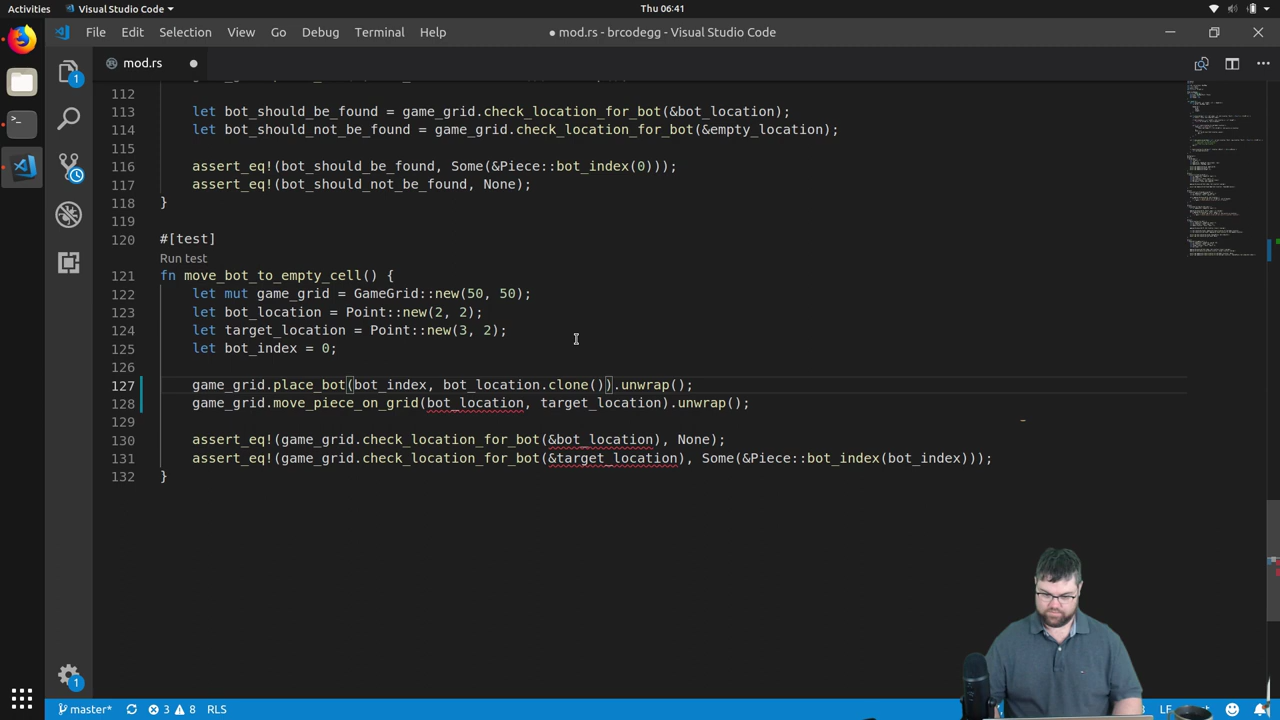 Activities
Visual Studio Code
Thu 06:41
File Edit Selection View Go Debug Terminal Help
● mod.rs - brcodegg - Visual Studio Code
mod.rs
112
113 let bot_should_be_found = game_grid.check_location_for_bot(&bot_location);
114 let bot_should_not_be_found = game_grid.check_location_for_bot(&empty_location);
115
116 assert_eq!(bot_should_be_found, Some(&Piece::bot_index(0)));
117 assert_eq!(bot_should_not_be_found, None);
118 }
119
120 #[test]
Run test
121 fn move_bot_to_empty_cell() {
122 let mut game_grid = GameGrid::new(50, 50);
123 let bot_location = Point::new(2, 2);
124 let target_location = Point::new(3, 2);
125 let bot_index = 0;
126
127 game_grid.place_bot(bot_index, bot_location.clone()).unwrap();
128 game_grid.move_piece_on_grid(bot_location, target_location).unwrap();
129
130 assert_eq!(game_grid.check_location_for_bot(&bot_location), None);
131 assert_eq!(game_grid.check_location_for_bot(&target_location), Some(&Piece::bot_index(bot_index)));
132 }
1
1
master* 3 8 RLS
LF